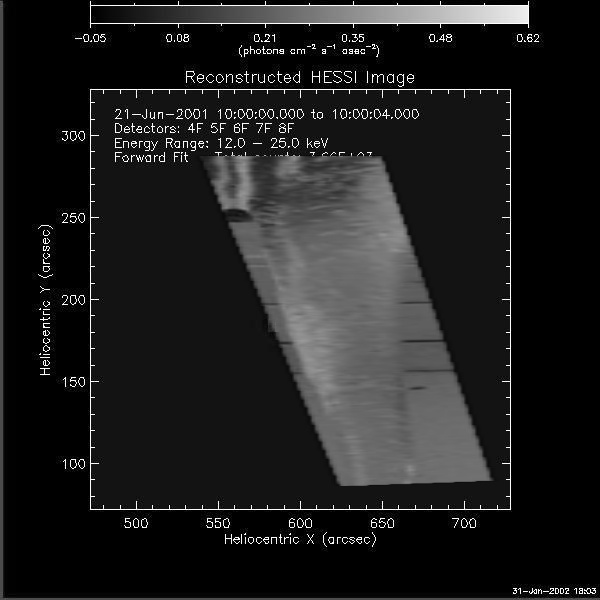 -0.05 0.08 0.21 0.35 0.48 0.62
(photons cm⁻² s⁻¹ asec⁻²)
Reconstructed HESSI Image
21-Jun-2001 10:00:00.000 to 10:00:04.000
Detectors: 4F 5F 6F 7F 8F
Energy Range: 12.0 - 25.0 keV
Forward Fit Total counts:
300
250
200
150
100
Heliocentric Y (arcsec)
500 550 600 650 700
Heliocentric X (arcsec)
31-Jan-2002 18:03